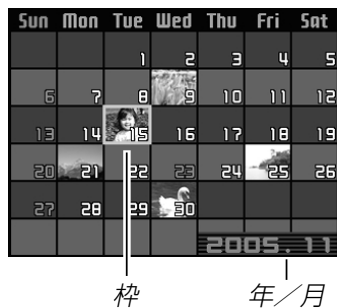 Sun Mon Tue Wed Thu Fri Sat
1 2 3 4 5
6 7 8 9 10 11 12
13 14 15 16 17 18 19
20 21 22 23 24 25 26
27 28 29 30
2005.11
枠 年／月